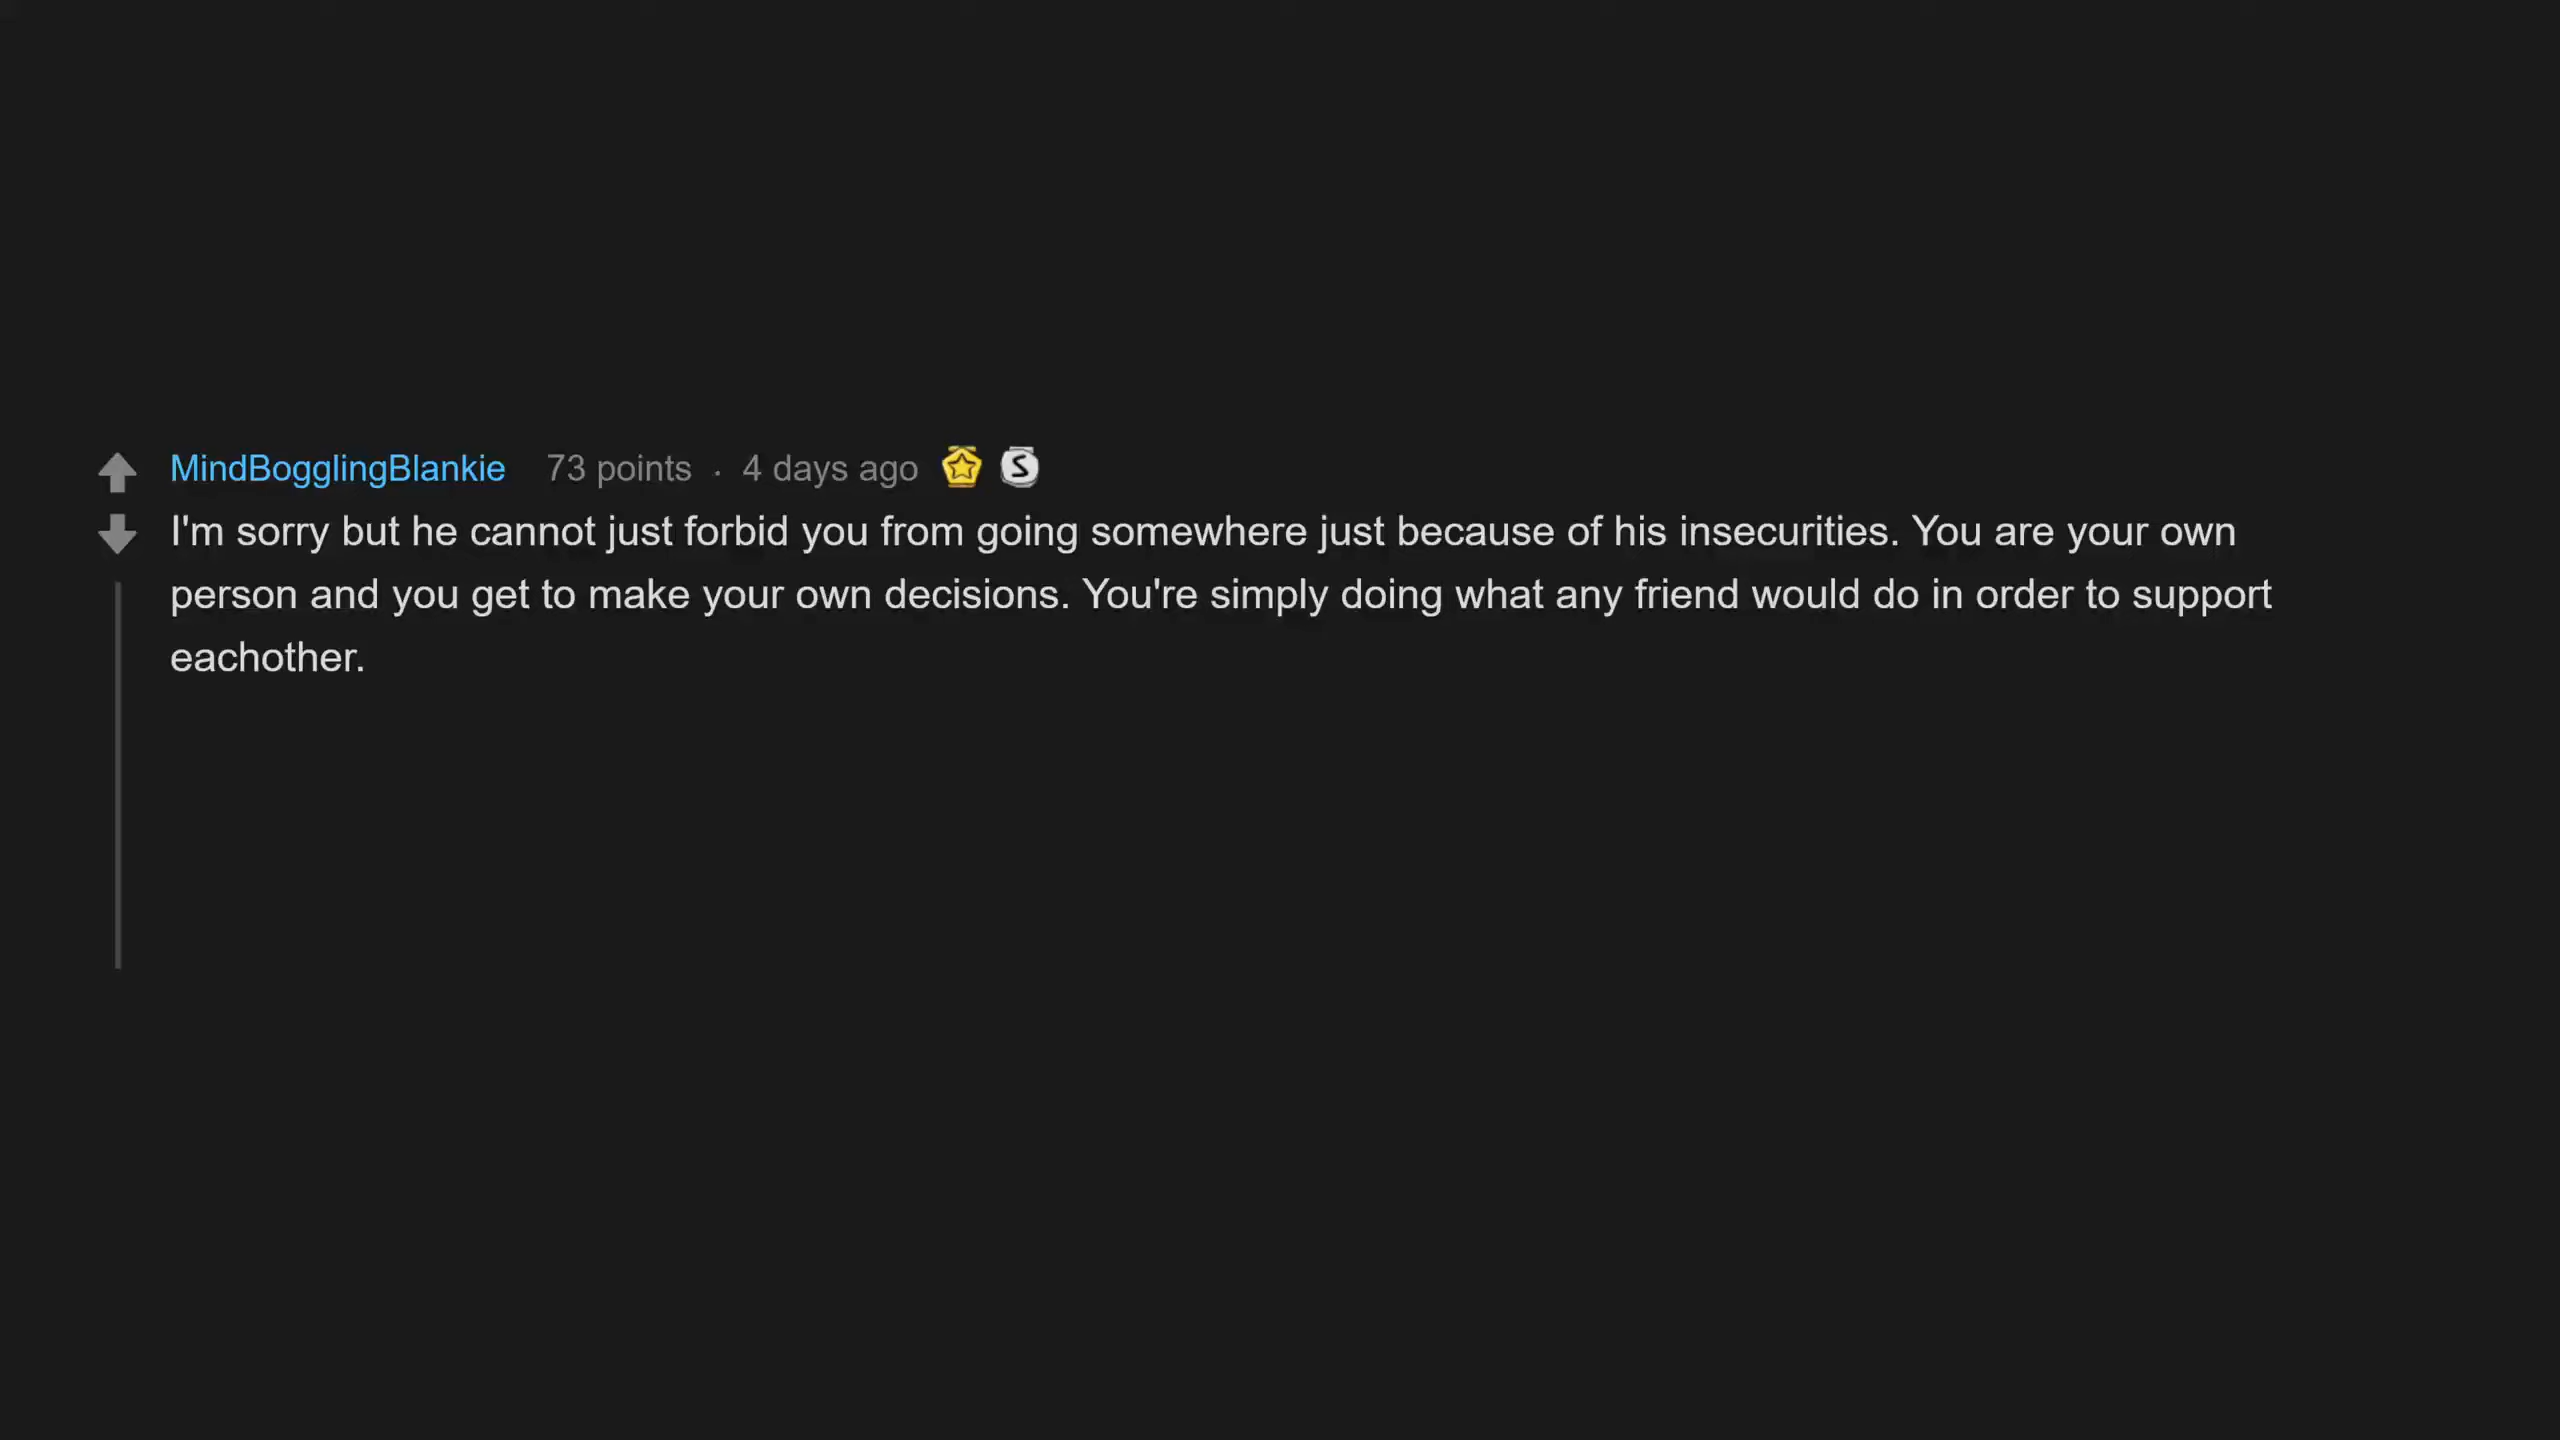 MindBogglingBlankie 73 points · 4 days ago S
I'm sorry but he cannot just forbid you from going somewhere just because of his insecurities. You are your own
person and you get to make your own decisions. You're simply doing what any friend would do in order to support
eachother.